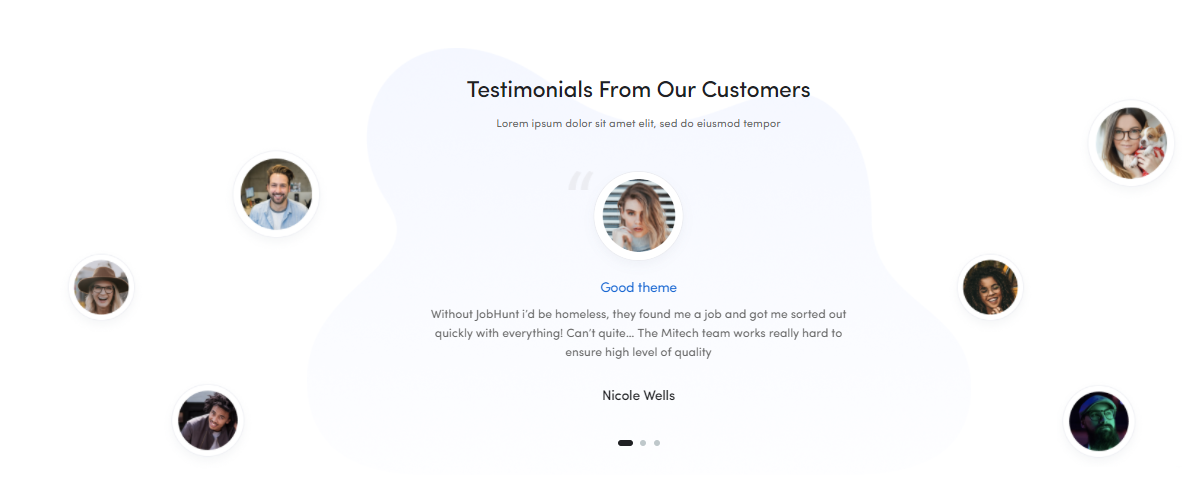 Testimonials From Our Customers
Lorem ipsum dolor sit amet elit, sed do eiusmod tempor
“
Good theme
Without JobHunt i’d be homeless, they found me a job and got me sorted out
quickly with everything! Can’t quite... The Mitech team works really hard to
ensure high level of quality
Nicole Wells